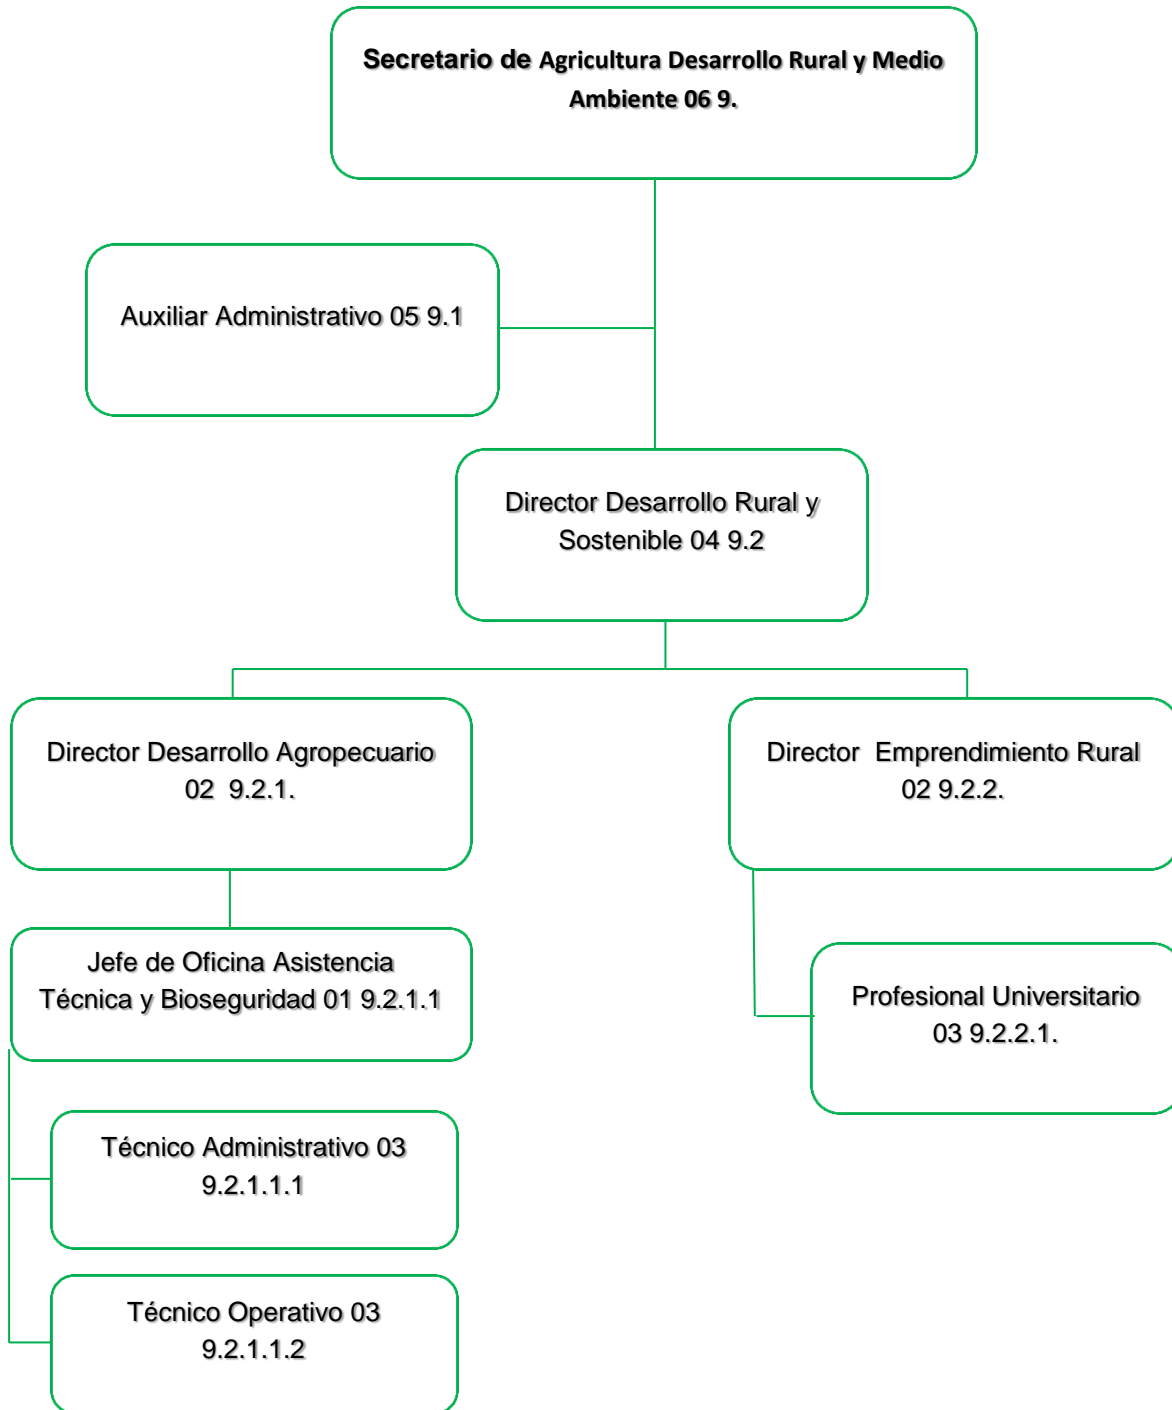 Secretario de Agricultura Desarrollo Rural y Medio
Ambiente 06 9.
Auxiliar Administrativo 05 9.1
Director Desarrollo Rural y
Sostenible 04 9.2
Director Desarrollo Agropecuario
02 9.2.1.
Director Emprendimiento Rural
02 9.2.2.
Jefe de Oficina Asistencia
Técnica y Bioseguridad 01 9.2.1.1
Profesional Universitario
03 9.2.2.1.
Técnico Administrativo 03
9.2.1.1.1
Técnico Operativo 03
9.2.1.1.2